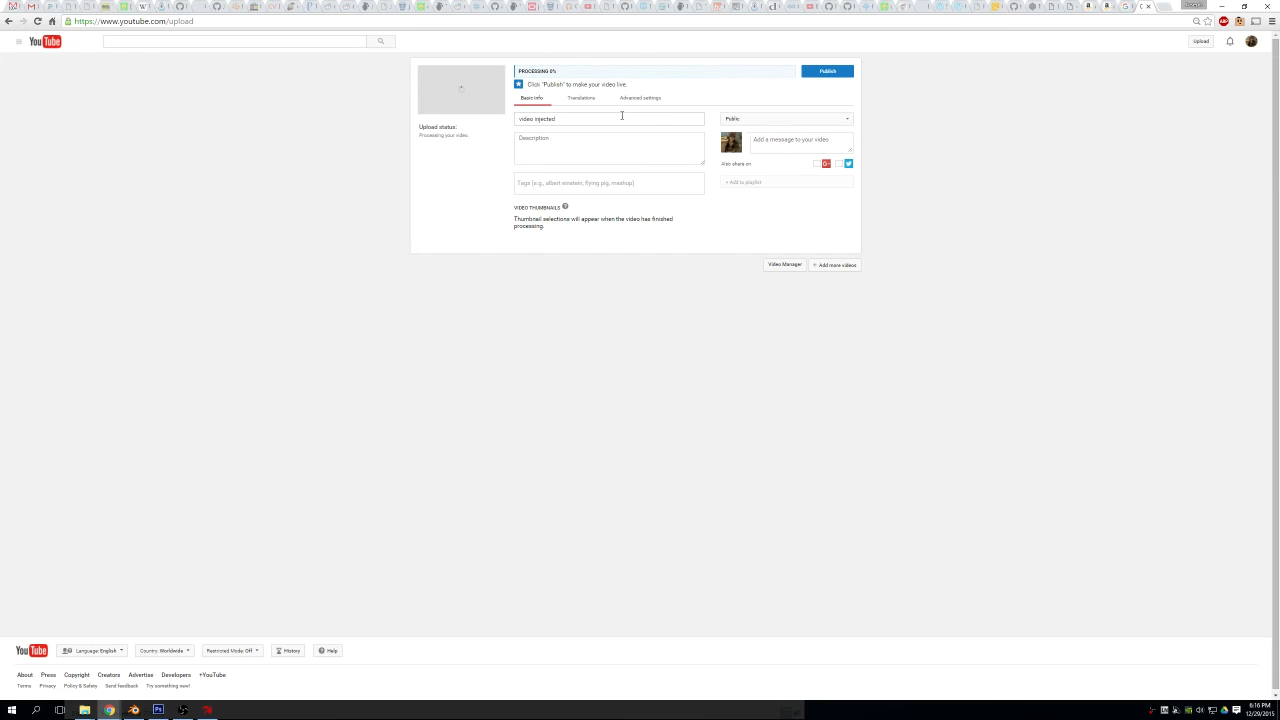 https://www.youtube.com/upload
YouTube
Upload
PROCESSING 0%
Publish
Click "Publish" to make your video live.
Basic info
Translations
Advanced settings
video injected
Public
Description
Add a message to your video
Upload status:
Processing your video.
Also share on
Tags (e.g., albert einstein, flying pig, mashup)
+ Add to playlist
VIDEO THUMBNAILS
Thumbnail selections will appear when the video has finished
processing.
Video Manager
+ Add more videos
YouTube
Language: English
Country: Worldwide
Restricted Mode: Off
History
Help
About
Press
Copyright
Creators
Advertise
Developers
+YouTube
Terms
Privacy
Policy & Safety
Send feedback
Try something new!
6:16 PM
12/29/2015